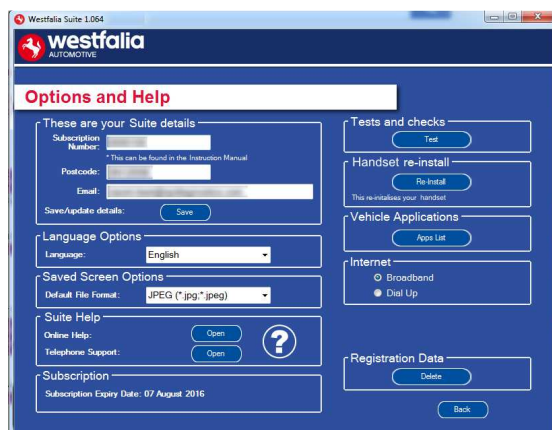 Westfalia Suite 1.064
westfalia
AUTOMOTIVE
Options and Help
These are your Suite details
Subscription Number:
* This can be found in the Instruction Manual
Postcode:
Email:
Save/update details:
Save
Language Options
Language:
English
Saved Screen Options
Default File Format:
JPEG (*.jpg;*.jpeg)
Suite Help
Online Help:
Open
Telephone Support:
Open
?
Subscription
Subscription Expiry Date: 07 August 2016
Tests and checks
Test
Handset re-install
Re-Install
This re-initalises your handset
Vehicle Applications
Apps List
Internet
Broadband
Dial Up
Registration Data
Delete
Back